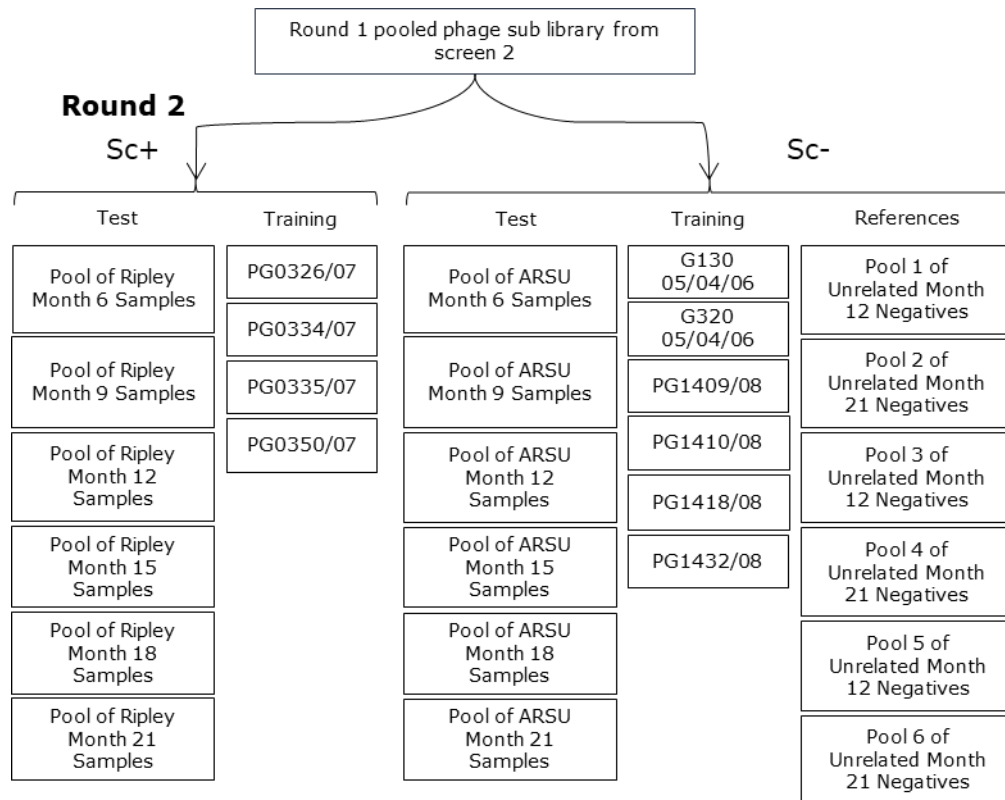 Round 1 pooled phage sub library from
screen 2
Round 2
Sc+
Sc-
Test
Training
Test
Training
References
Pool of Ripley
Month 6 Samples
Pool of Ripley
Month 9 Samples
Pool of Ripley
Month 12
Samples
Pool of Ripley
Month 15
Samples
Pool of Ripley
Month 18
Samples
Pool of Ripley
Month 21
Samples
PG0326/07
PG0334/07
PG0335/07
PG0350/07
Pool of ARSU
Month 6 Samples
Pool of ARSU
Month 9 Samples
Pool of ARSU
Month 12
Samples
Pool of ARSU
Month 15
Samples
Pool of ARSU
Month 18
Samples
Pool of ARSU
Month 21
Samples
G130
05/04/06
G320
05/04/06
PG1409/08
PG1410/08
PG1418/08
PG1432/08
Pool 1 of
Unrelated Month
12 Negatives
Pool 2 of
Unrelated Month
21 Negatives
Pool 3 of
Unrelated Month
12 Negatives
Pool 4 of
Unrelated Month
21 Negatives
Pool 5 of
Unrelated Month
12 Negatives
Pool 6 of
Unrelated Month
21 Negatives